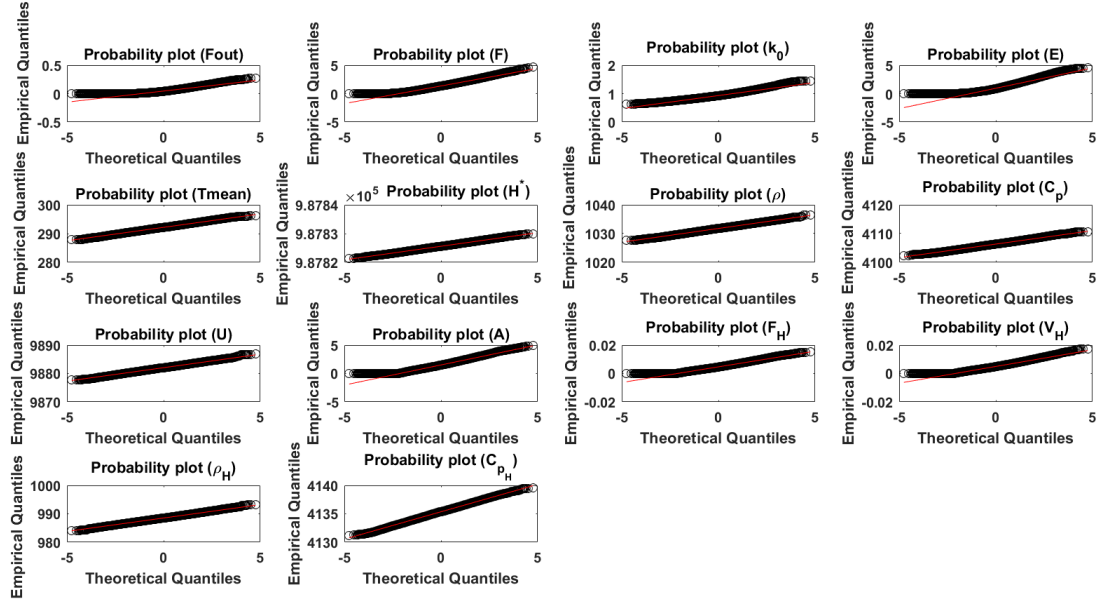 Probability plot (Fout)
Empirical Quantiles
0.5
0
-0.5
-5 0 5
Theoretical Quantiles
Probability plot (F)
Empirical Quantiles
5
0
-5
-5 0 5
Theoretical Quantiles
Probability plot (k0)
Empirical Quantiles
2
1
0
-5 0 5
Theoretical Quantiles
Probability plot (E)
Empirical Quantiles
5
0
-5
-5 0 5
Theoretical Quantiles
Probability plot (Tmean)
Empirical Quantiles
300
290
280
-5 0 5
Theoretical Quantiles
×10^5 Probability plot (H*)
Empirical Quantiles
9.8784
9.8783
9.8782
-5 0 5
Theoretical Quantiles
Probability plot (ρ)
Empirical Quantiles
1040
1030
1020
-5 0 5
Theoretical Quantiles
Probability plot (Cp)
Empirical Quantiles
4120
4110
4100
-5 0 5
Theoretical Quantiles
Probability plot (U)
Empirical Quantiles
9890
9880
9870
-5 0 5
Theoretical Quantiles
Probability plot (A)
Empirical Quantiles
5
0
-5
-5 0 5
Theoretical Quantiles
Probability plot (FH)
Empirical Quantiles
0.02
0
-0.02
-5 0 5
Theoretical Quantiles
Probability plot (VH)
Empirical Quantiles
0.02
0
-0.02
-5 0 5
Theoretical Quantiles
Probability plot (ρH)
Empirical Quantiles
1000
990
980
-5 0 5
Theoretical Quantiles
Probability plot (CpH)
Empirical Quantiles
4140
4135
4130
-5 0 5
Theoretical Quantiles